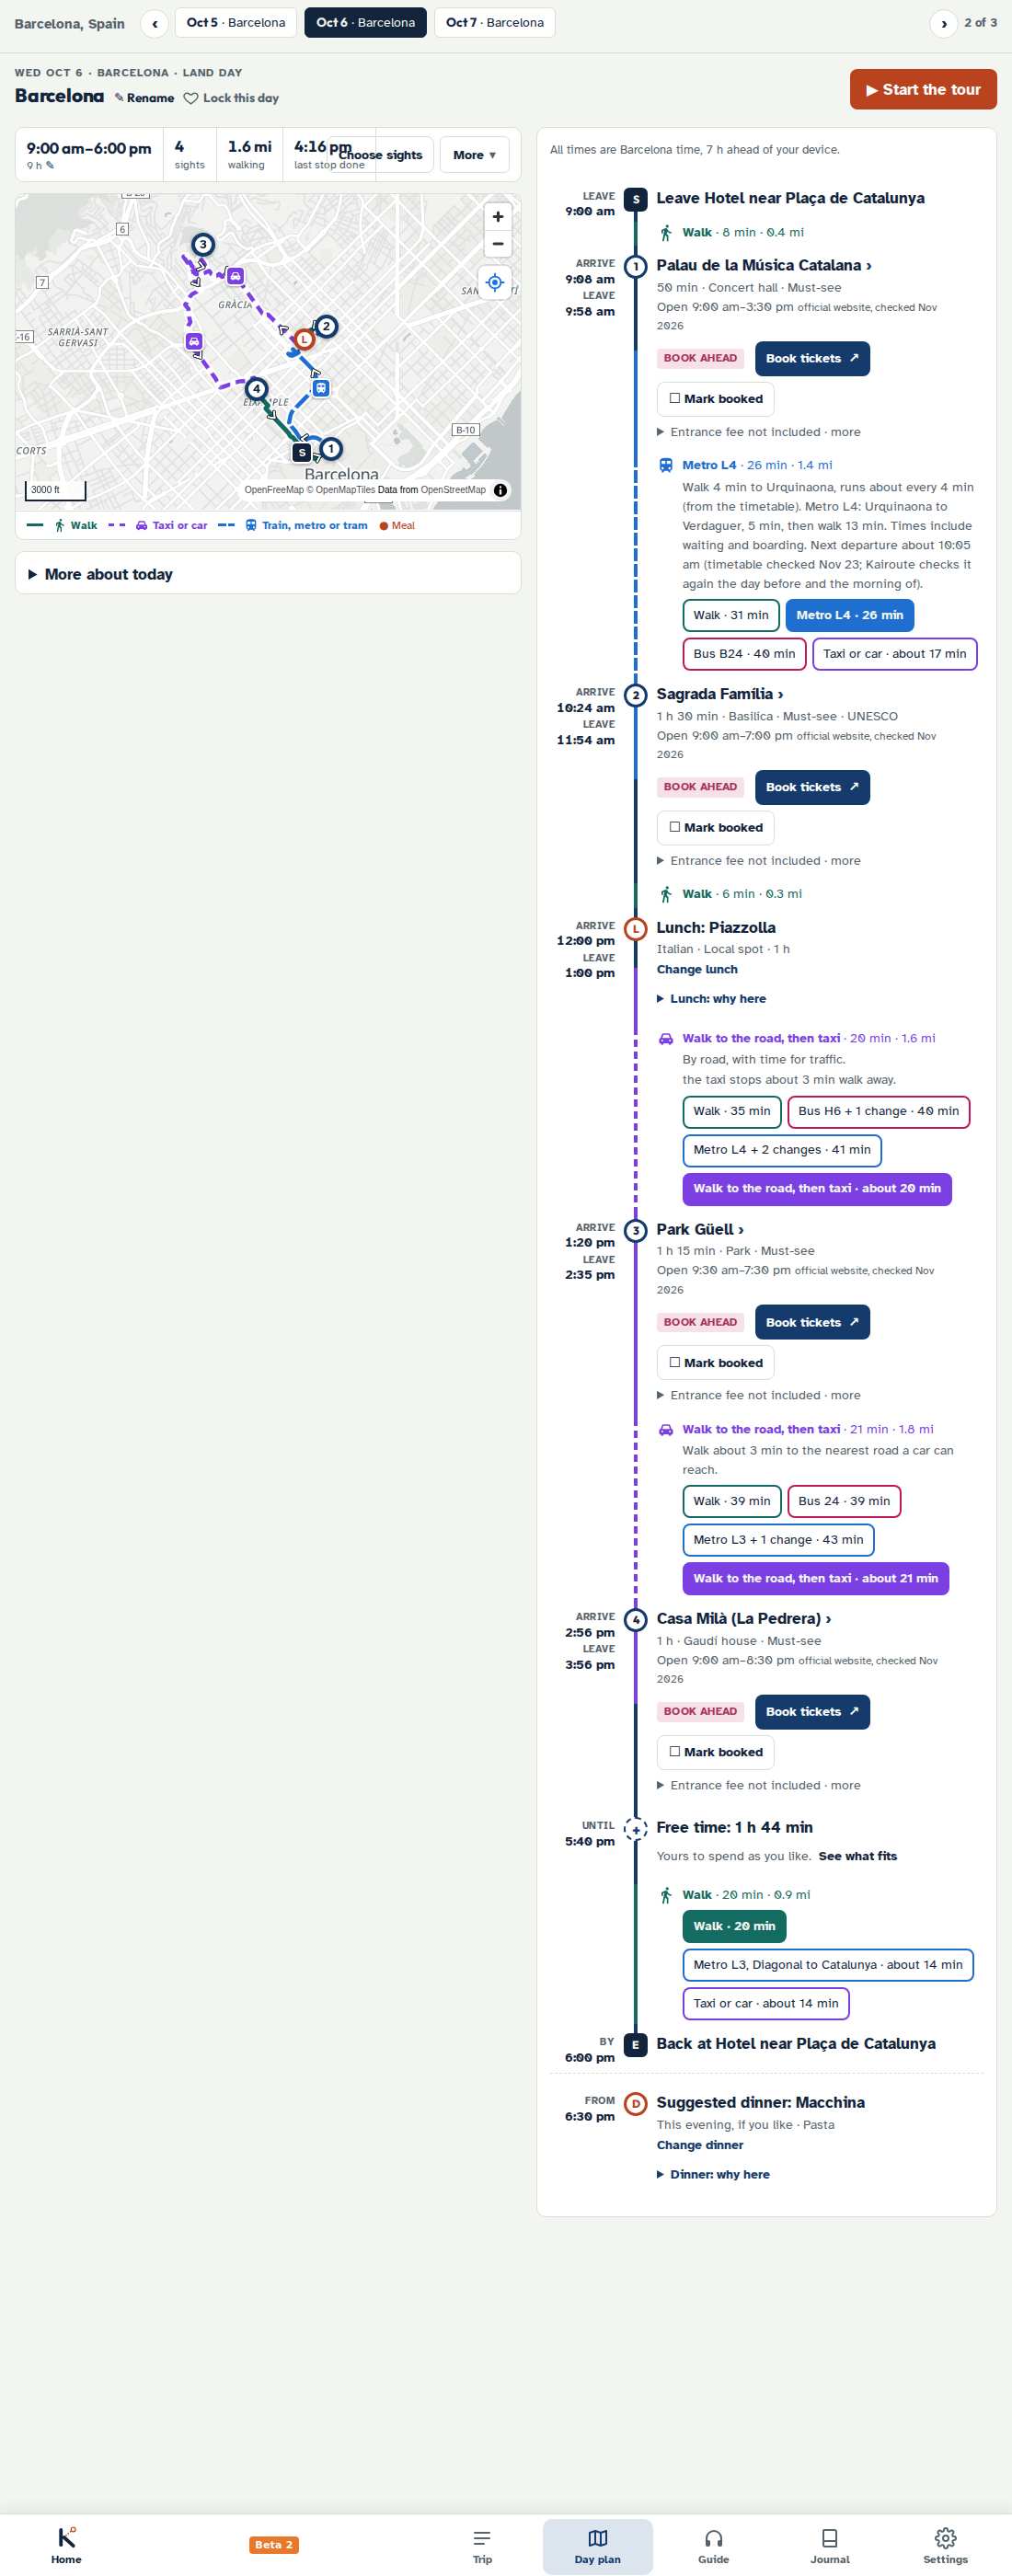 Barcelona, Spain
‹
Oct 5 · Barcelona
Oct 6 · Barcelona
Oct 7 · Barcelona
›
2 of 3
WED OCT 6 · BARCELONA · LAND DAY
Barcelona ✎ Rename ♡ Lock this day
▶ Start the tour
9:00 am–6:00 pm
9 h ✎
4
sights
1.6 mi
walking
4:16 pm
last stop done
Choose sights
More ▾
6
7
3
GRÀCIA
SARRIÀ-SANT
GERVASI
-16
2
L
4
B-10
CORTS
S
1
Barcelona
+
−
3000 ft
OpenFreeMap © OpenMapTiles Data from OpenStreetMap
Walk
Taxi or car
Train, metro or tram
Meal
▶ More about today
All times are Barcelona time, 7 h ahead of your device.
LEAVE
9:00 am
S
Leave Hotel near Plaça de Catalunya
Walk · 8 min · 0.4 mi
ARRIVE
9:08 am
LEAVE
9:58 am
1
Palau de la Música Catalana ›
50 min · Concert hall · Must-see
Open 9:00 am–3:30 pm official website, checked Nov
2026
BOOK AHEAD
Book tickets ↗
☐ Mark booked
▶ Entrance fee not included · more
Metro L4 · 26 min · 1.4 mi
Walk 4 min to Urquinaona, runs about every 4 min
(from the timetable). Metro L4: Urquinaona to
Verdaguer, 5 min, then walk 13 min. Times include
waiting and boarding. Next departure about 10:05
am (timetable checked Nov 23; Kairoute checks it
again the day before and the morning of).
Walk · 31 min
Metro L4 · 26 min
Bus B24 · 40 min
Taxi or car · about 17 min
ARRIVE
10:24 am
LEAVE
11:54 am
2
Sagrada Família ›
1 h 30 min · Basilica · Must-see · UNESCO
Open 9:00 am–7:00 pm official website, checked Nov
2026
BOOK AHEAD
Book tickets ↗
☐ Mark booked
▶ Entrance fee not included · more
Walk · 6 min · 0.3 mi
ARRIVE
12:00 pm
LEAVE
1:00 pm
L
Lunch: Piazzolla
Italian · Local spot · 1 h
Change lunch
▶ Lunch: why here
Walk to the road, then taxi · 20 min · 1.6 mi
By road, with time for traffic.
the taxi stops about 3 min walk away.
Walk · 35 min
Bus H6 + 1 change · 40 min
Metro L4 + 2 changes · 41 min
Walk to the road, then taxi · about 20 min
ARRIVE
1:20 pm
LEAVE
2:35 pm
3
Park Güell ›
1 h 15 min · Park · Must-see
Open 9:30 am–7:30 pm official website, checked Nov
2026
BOOK AHEAD
Book tickets ↗
☐ Mark booked
▶ Entrance fee not included · more
Walk to the road, then taxi · 21 min · 1.8 mi
Walk about 3 min to the nearest road a car can
reach.
Walk · 39 min
Bus 24 · 39 min
Metro L3 + 1 change · 43 min
Walk to the road, then taxi · about 21 min
ARRIVE
2:56 pm
LEAVE
3:56 pm
4
Casa Milà (La Pedrera) ›
1 h · Gaudí house · Must-see
Open 9:00 am–8:30 pm official website, checked Nov
2026
BOOK AHEAD
Book tickets ↗
☐ Mark booked
▶ Entrance fee not included · more
UNTIL
5:40 pm
+
Free time: 1 h 44 min
Yours to spend as you like. See what fits
Walk · 20 min · 0.9 mi
Walk · 20 min
Metro L3, Diagonal to Catalunya · about 14 min
Taxi or car · about 14 min
BY
6:00 pm
E
Back at Hotel near Plaça de Catalunya
FROM
6:30 pm
D
Suggested dinner: Macchina
This evening, if you like · Pasta
Change dinner
▶ Dinner: why here
Home
Beta 2
Trip
Day plan
Guide
Journal
Settings